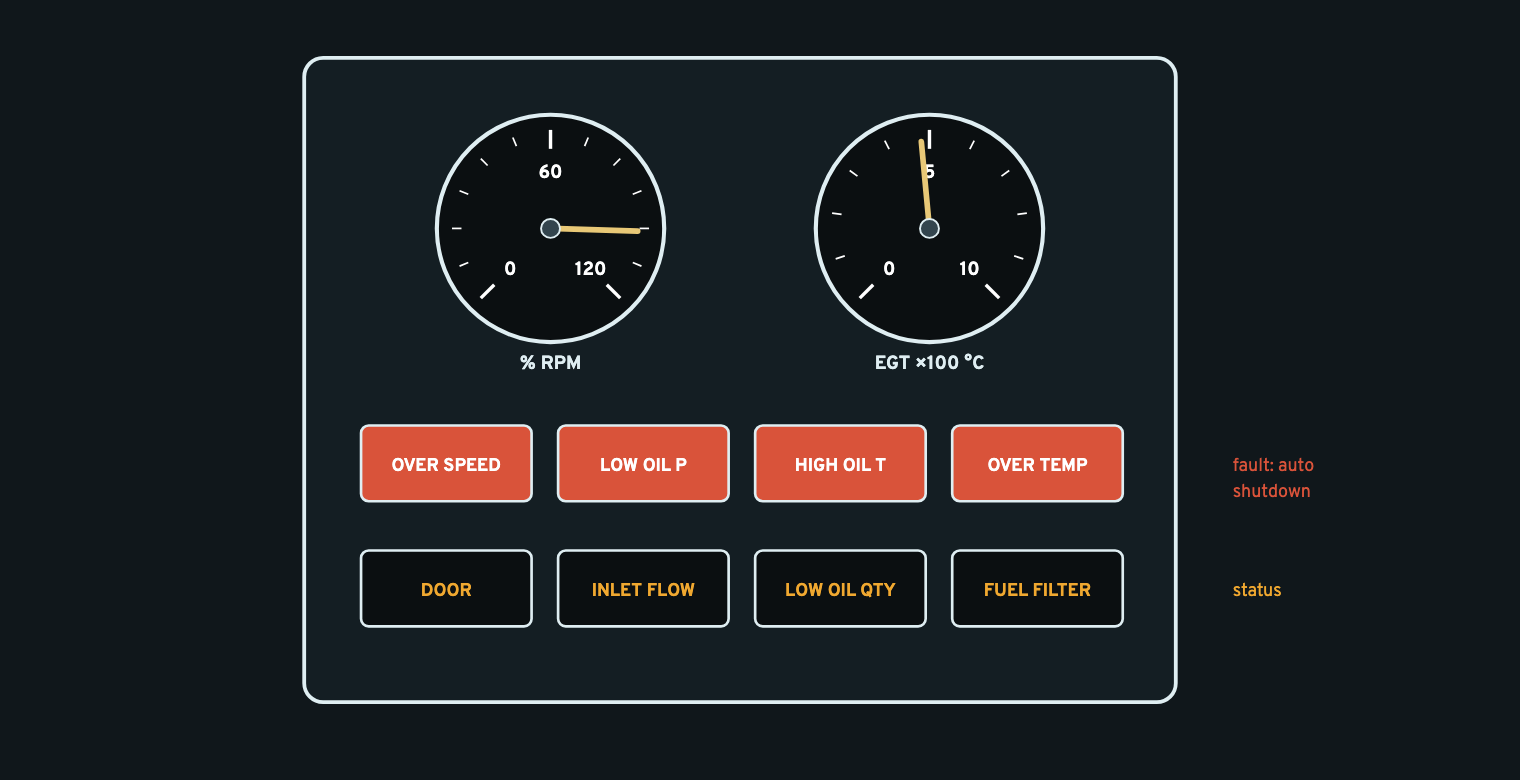 60
5
0
120
0
10
% RPM
EGT ×100 °C
OVER SPEED
LOW OIL P
HIGH OIL T
OVER TEMP
fault: auto
shutdown
DOOR
INLET FLOW
LOW OIL QTY
FUEL FILTER
status